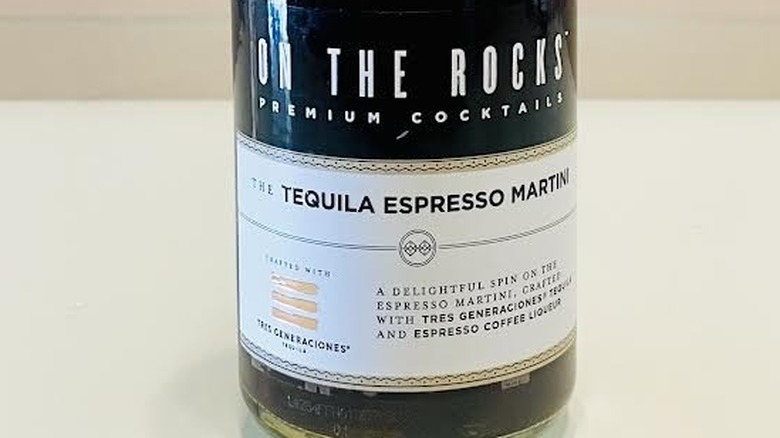 ON THE ROCKS™
PREMIUM COCKTAILS
THE TEQUILA ESPRESSO MARTINI
CRAFTED WITH
TRES GENERACIONES®
TEQUILA
A DELIGHTFUL SPIN ON THE
ESPRESSO MARTINI, CRAFTED
WITH TRES GENERACIONES® TEQUILA
AND ESPRESSO COFFEE LIQUEUR